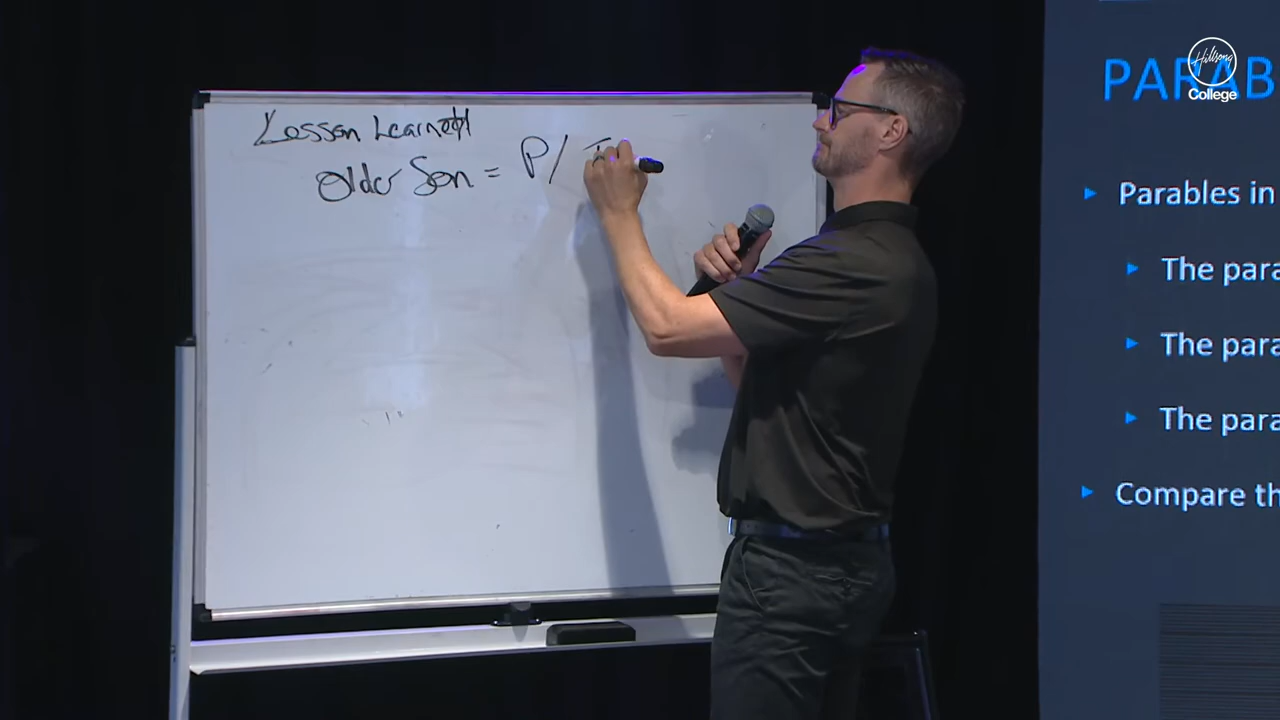 Lesson Learned
Older Son = P/
Hillsong
College
PARAB
Parables in
The para
The para
The para
Compare th